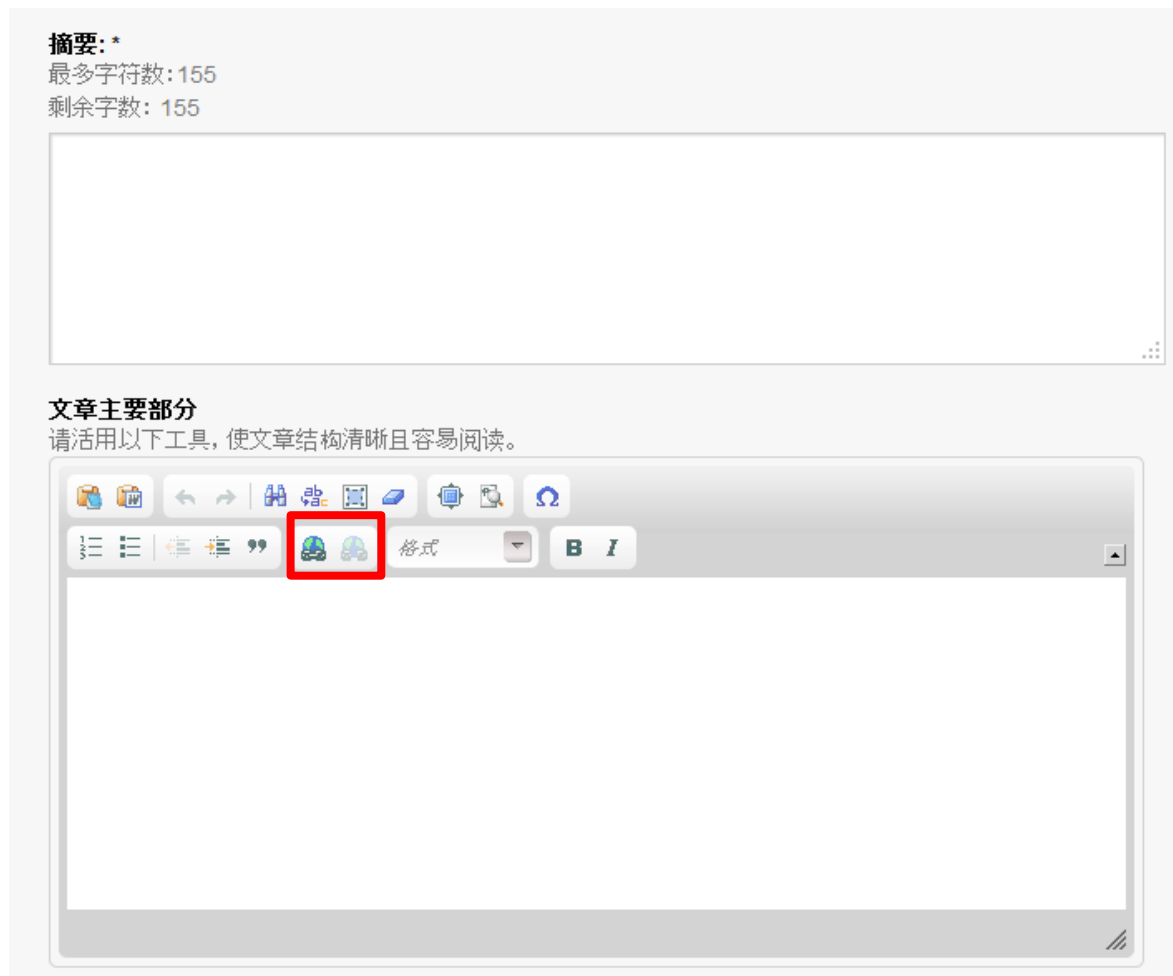 摘要: *
最多字符数: 155
剩余字数: 155
文章主要部分
请活用以下工具, 使文章结构清晰且容易阅读。
格式 B I